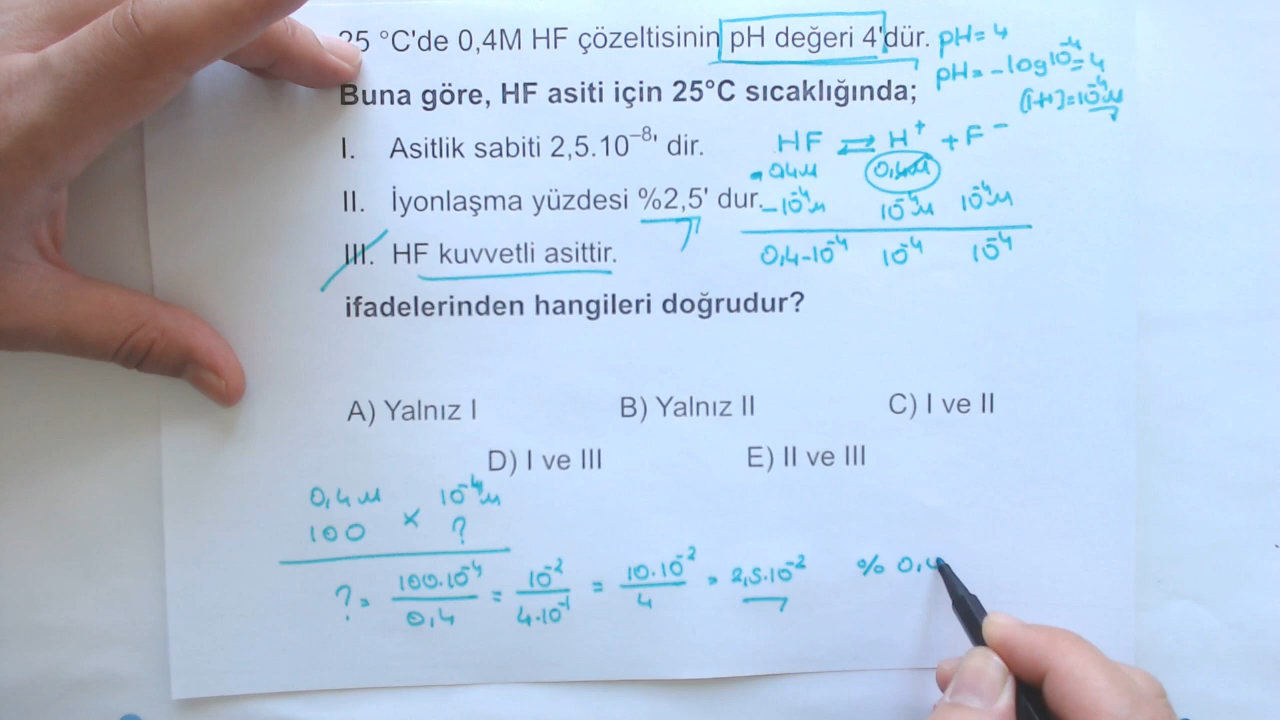 25 °C'de 0,4M HF çözeltisinin pH değeri 4'dür. pH=4
pH=-log10⁻⁴=4
Buna göre, HF asiti için 25°C sıcaklığında;
[H+]=10⁻⁴M
I. Asitlik sabiti 2,5.10⁻⁸' dir.
HF ⇌ H⁺ + F⁻
0,4M
II. İyonlaşma yüzdesi %2,5' dur.
-10⁻⁴M 10⁻⁴M 10⁻⁴M
III. HF kuvvetli asittir.
0,4-10⁻⁴ 10⁻⁴ 10⁻⁴
ifadelerinden hangileri doğrudur?
A) Yalnız I B) Yalnız II C) I ve II
D) I ve III E) II ve III
0,4M 10⁻⁴M
100 × ?
?= 100.10⁻⁴/0,4 = 10⁻²/4.10⁻¹ = 10.10⁻²/4 = 2,5.10⁻² % 0,